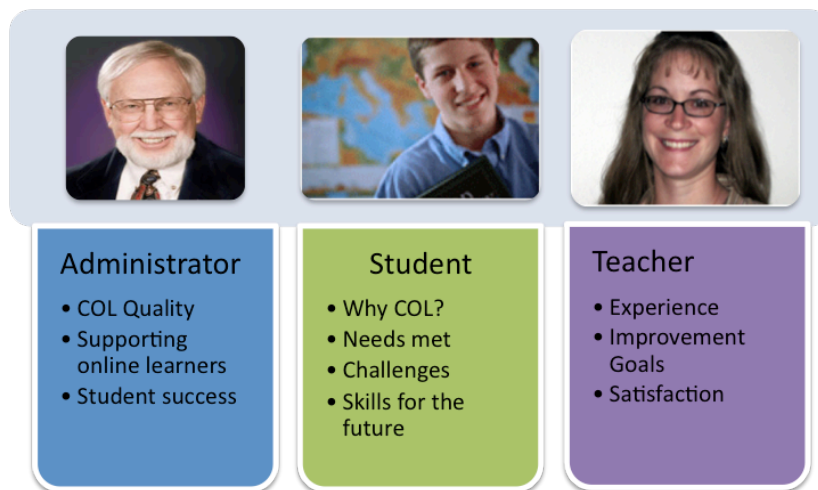 Administrator
• COL Quality
• Supporting
online learners
• Student success
Student
• Why COL?
• Needs met
• Challenges
• Skills for the
future
Teacher
• Experience
• Improvement
Goals
• Satisfaction